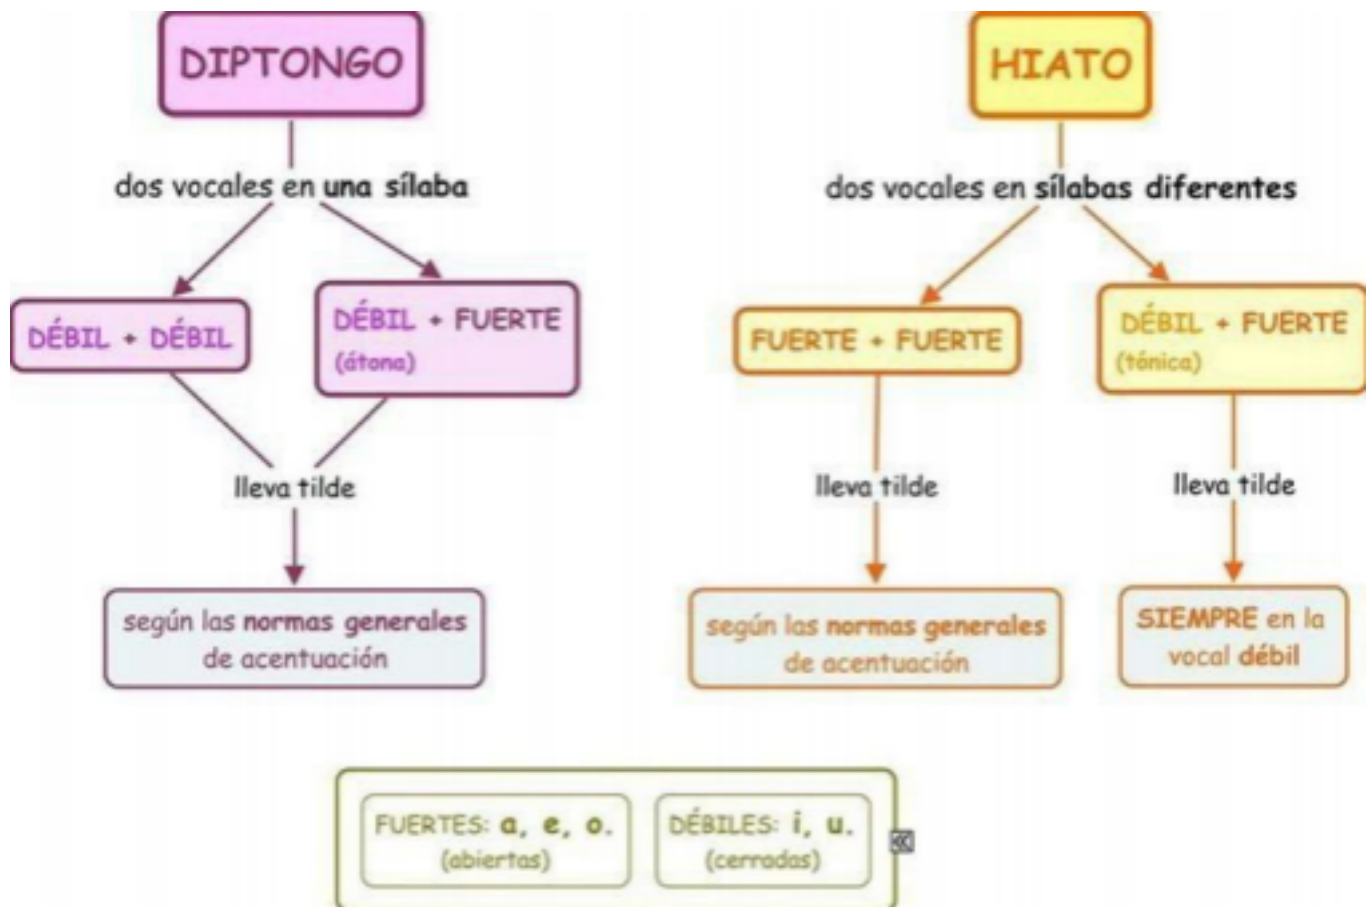 DIPTONGO
dos vocales en una sílaba
DÉBIL + DÉBIL
DÉBIL + FUERTE
(átona)
lleva tilde
según las normas generales
de acentuación
HIATO
dos vocales en sílabas diferentes
FUERTE + FUERTE
DÉBIL + FUERTE
(tónica)
lleva tilde
lleva tilde
según las normas generales
de acentuación
SIEMPRE en la
vocal débil
FUERTES: a, e, o.
(abiertas)
DÉBILES: i, u.
(cerradas)